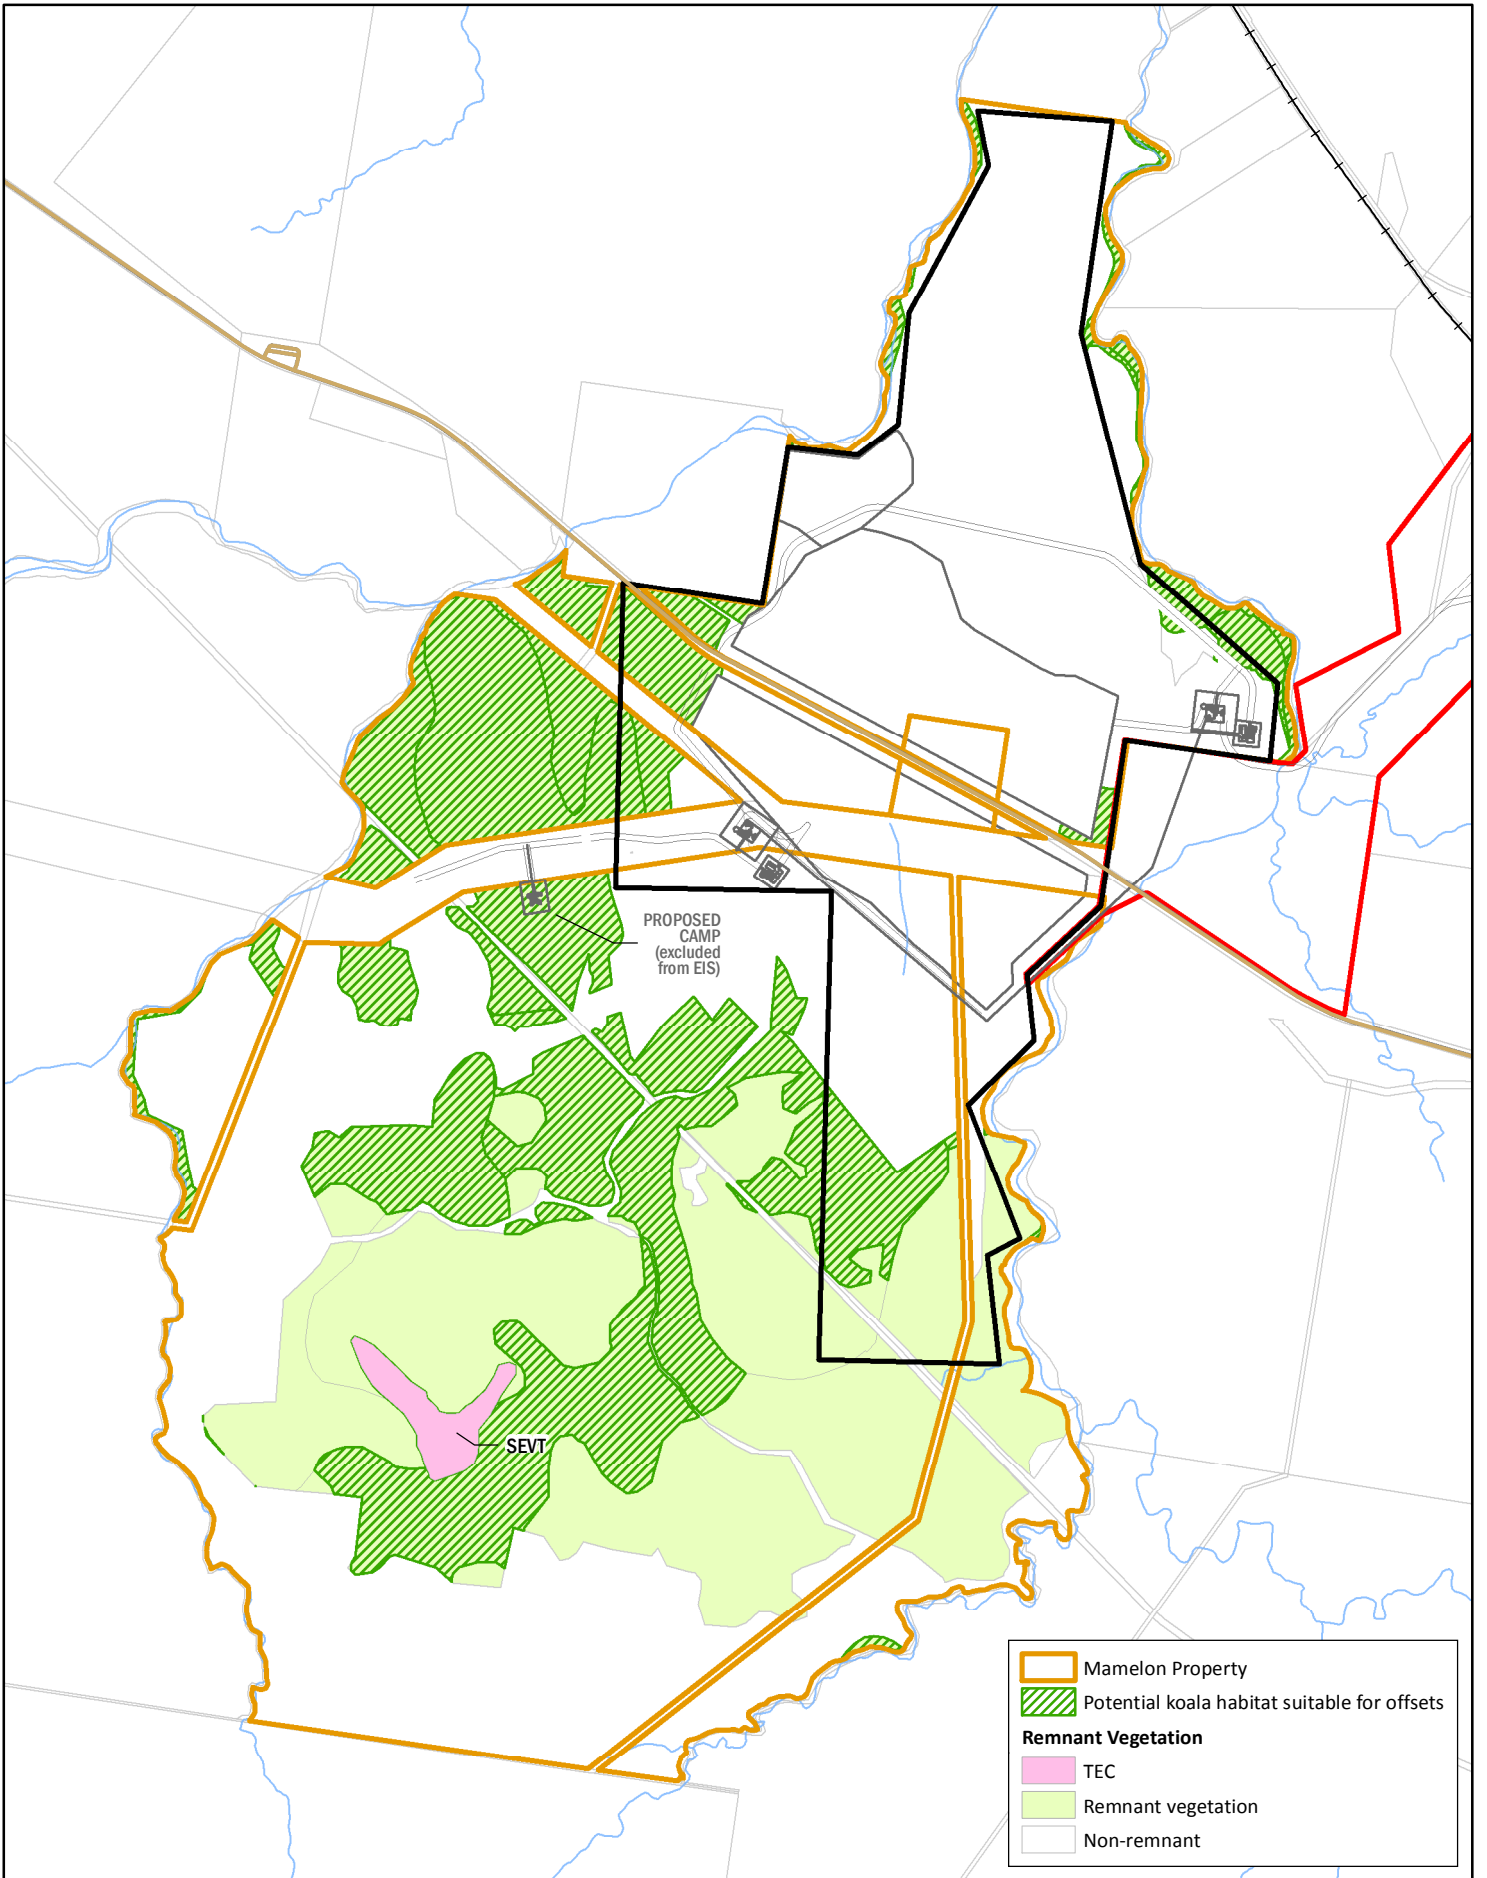 PROPOSED
CAMP
(excluded
from EIS)
SEVT
Mamelon Property
Potential koala habitat suitable for offsets
Remnant Vegetation
TEC
Remnant vegetation
Non-remnant